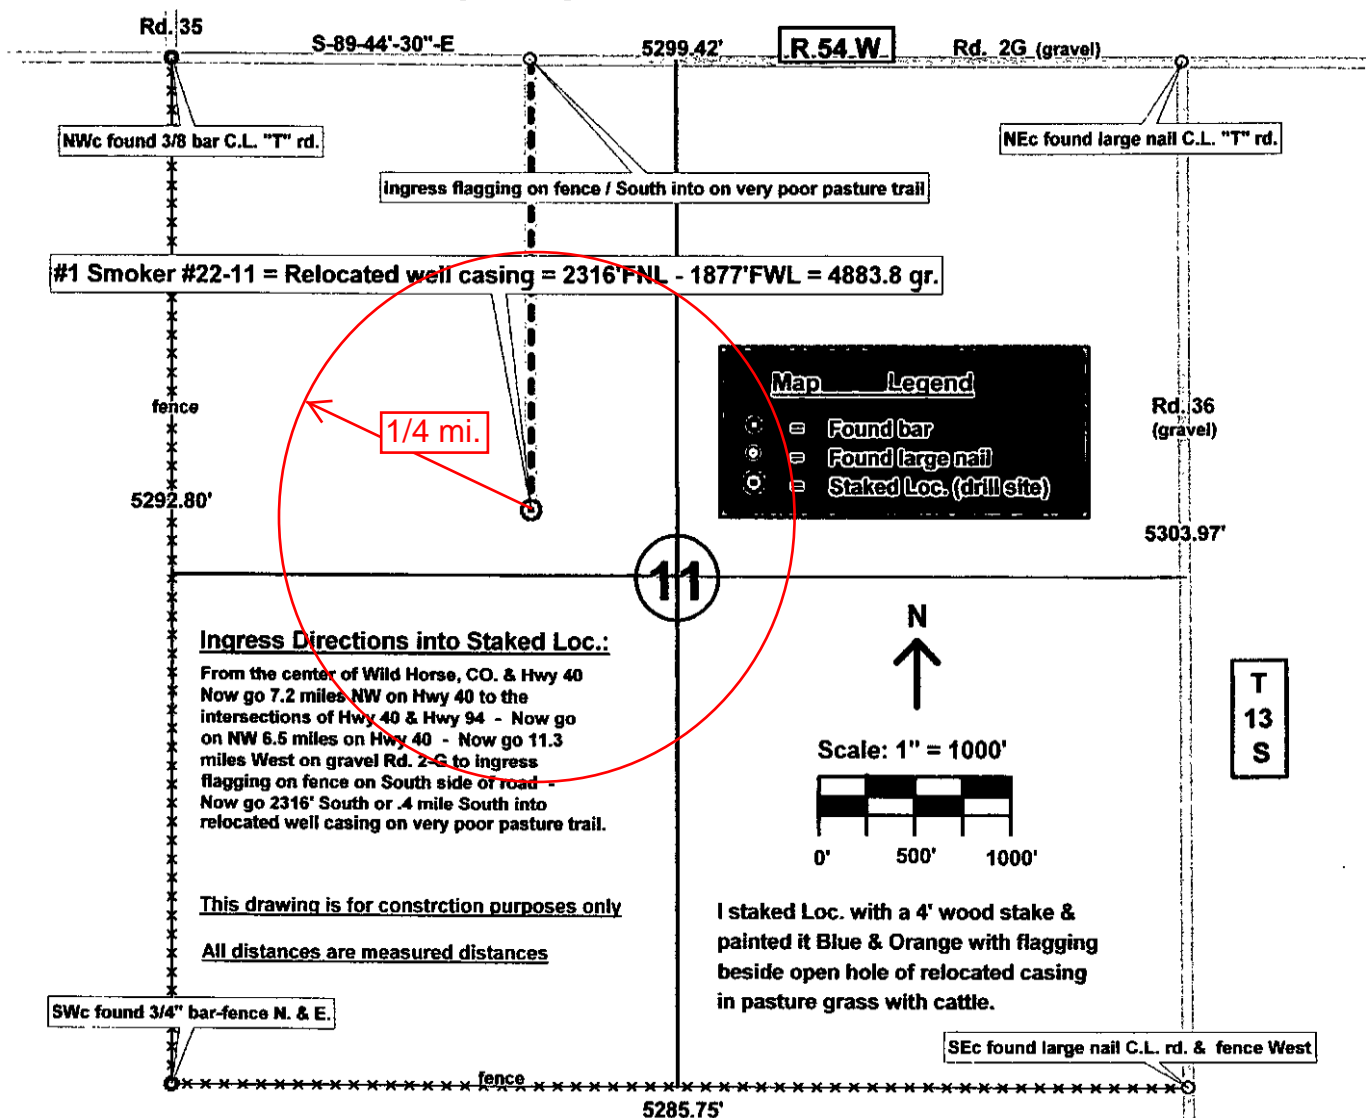 Rd. 35
S-89-44'-30"-E
5299.42'
R 54 W
Rd. 2G (gravel)
NWc found 3/8 bar C.L. "T" rd.
NEc found large nail C.L. "T" rd.
Ingress flagging on fence / South into on very poor pasture trail
#1 Smoker #22-11 = Relocated well casing = 2316'FNL - 1877'FWL = 4883.8 gr.
Map Legend
= Found bar
= Found large nail
= Staked Loc. (drill site)
fence
1/4 mi.
Rd. 36
(gravel)
5292.80'
5303.97'
11
N
Ingress Directions into Staked Loc.:
From the center of Wild Horse, CO. & Hwy 40
Now go 7.2 miles NW on Hwy 40 to the
intersections of Hwy 40 & Hwy 94 - Now go
on NW 6.5 miles on Hwy 40 - Now go 11.3
miles West on gravel Rd. 2-G to ingress
flagging on fence on South side of road -
Now go 2316' South or .4 mile South into
relocated well casing on very poor pasture trail.
T
13
S
Scale: 1" = 1000'
0' 500' 1000'
This drawing is for constrction purposes only
All distances are measured distances
I staked Loc. with a 4' wood stake &
painted it Blue & Orange with flagging
beside open hole of relocated casing
in pasture grass with cattle.
SWc found 3/4" bar-fence N. & E.
SEc found large nail C.L. rd. & fence West
fence
5285.75'